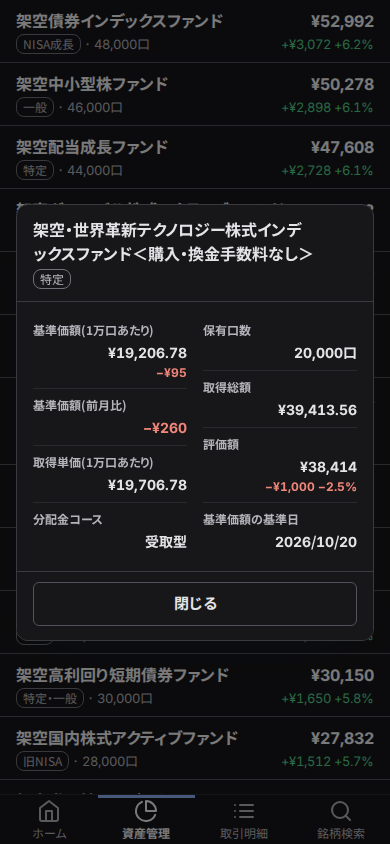 架空債券インデックスファンド
¥52,992
NISA成長 · 48,000口
+¥3,072 +6.2%
架空中小型株ファンド
¥50,278
一般 · 46,000口
+¥2,898 +6.1%
架空配当成長ファンド
¥47,608
特定 · 44,000口
+¥2,728 +6.1%
架空・世界革新テクノロジー株式インデ
ックスファンド＜購入・換金手数料なし＞
特定
基準価額(1万口あたり)
¥19,206.78
−¥95
基準価額(前月比)
−¥260
取得単価(1万口あたり)
¥19,706.78
分配金コース
受取型
保有口数
20,000口
取得総額
¥39,413.56
評価額
¥38,414
−¥1,000 −2.5%
基準価額の基準日
2026/10/20
閉じる
架空高利回り短期債券ファンド
¥30,150
特定・一般 · 30,000口
+¥1,650 +5.8%
架空国内株式アクティブファンド
¥27,832
旧NISA · 28,000口
+¥1,512 +5.7%
ホーム
資産管理
取引明細
銘柄検索